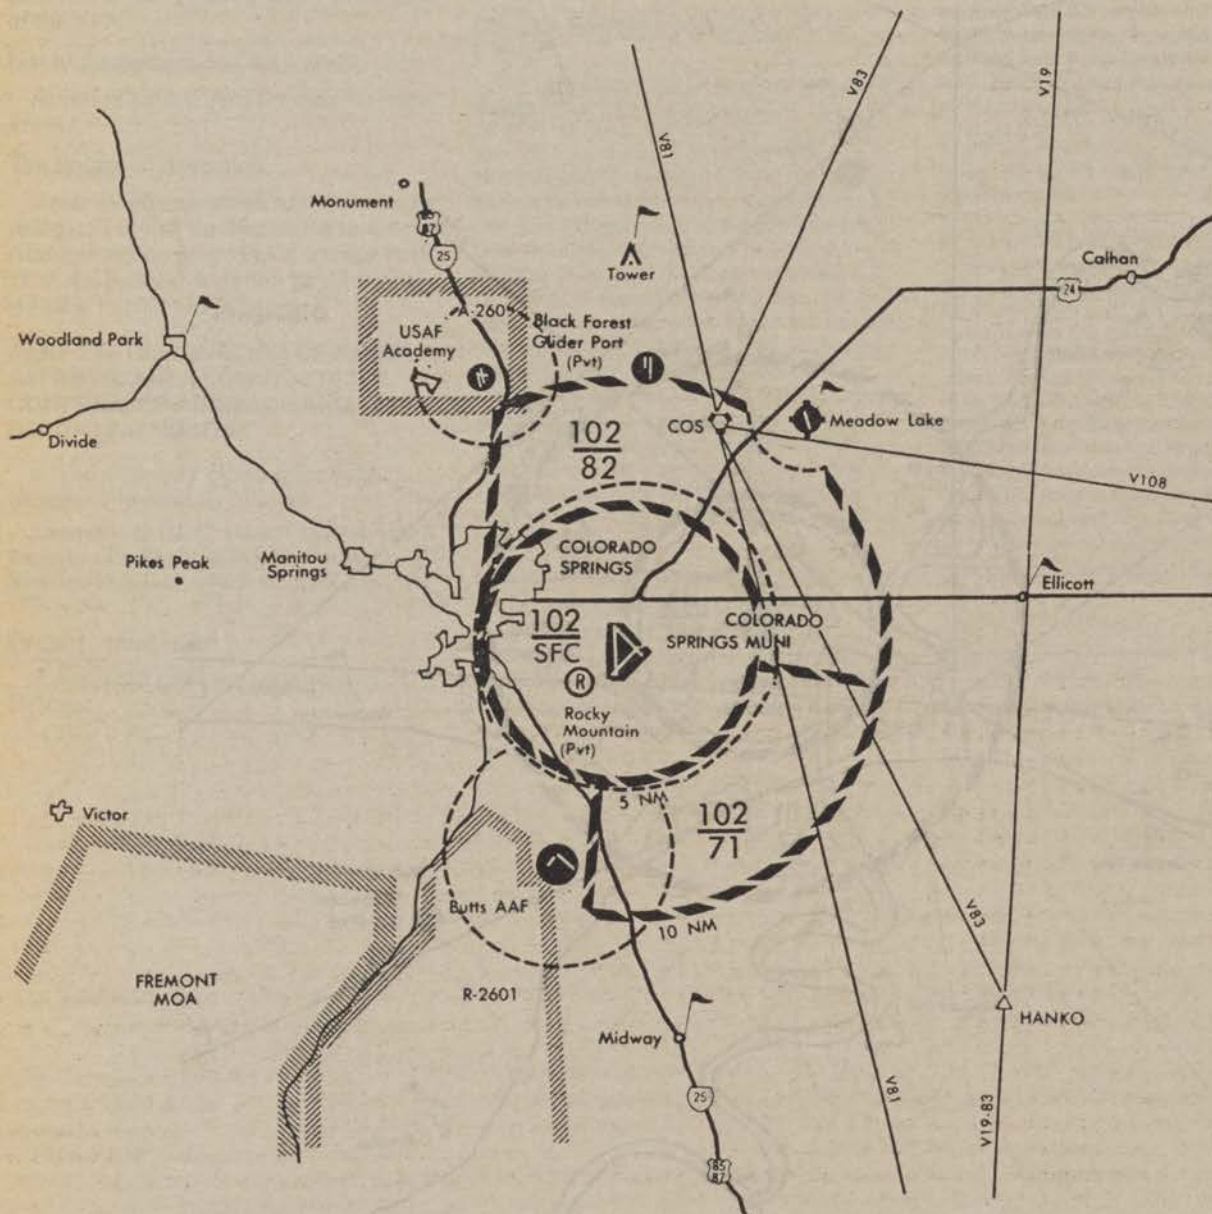 V81
V83
V19
Monument
85
87
25
Tower
Calhan
24
Woodland Park
A-260
USAF
Academy
Black Forest
Glider Port
(Pvt)
Divide
COS
Meadow Lake
102
82
V108
Pikes Peak
Manitou
Springs
COLORADO
SPRINGS
Ellicott
102
SFC
COLORADO
SPRINGS MUNI
R
Rocky
Mountain
(Pvt)
5 NM
102
71
Victor
Butts AAF
10 NM
V83
FREMONT
MOA
R-2601
HANKO
Midway
25
V81
V19-83
85
87